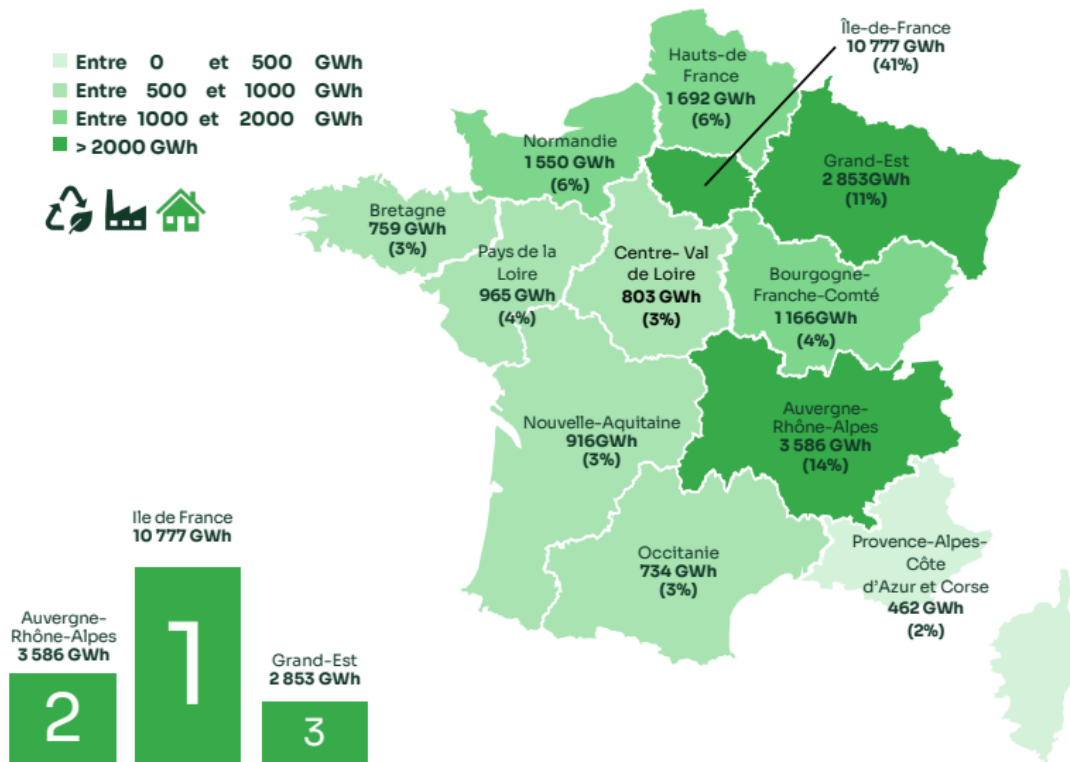 Entre 0 et 500 GWh
Entre 500 et 1000 GWh
Entre 1000 et 2000 GWh
> 2000 GWh
Île-de-France
10 777 GWh
(41%)
Hauts-de
France
1 692 GWh
(6%)
Normandie
1 550 GWh
(6%)
Grand-Est
2 853GWh
(11%)
Bretagne
759 GWh
(3%)
Pays de la
Loire
965 GWh
(4%)
Centre- Val
de Loire
803 GWh
(3%)
Bourgogne-
Franche-Comté
1 166GWh
(4%)
Nouvelle-Aquitaine
916GWh
(3%)
Auvergne-
Rhône-Alpes
3 586 GWh
(14%)
Occitanie
734 GWh
(3%)
Provence-Alpes-
Côte
d'Azur et Corse
462 GWh
(2%)
Ile de France
10 777 GWh
1
Auvergne-
Rhône-Alpes
3 586 GWh
2
Grand-Est
2 853 GWh
3